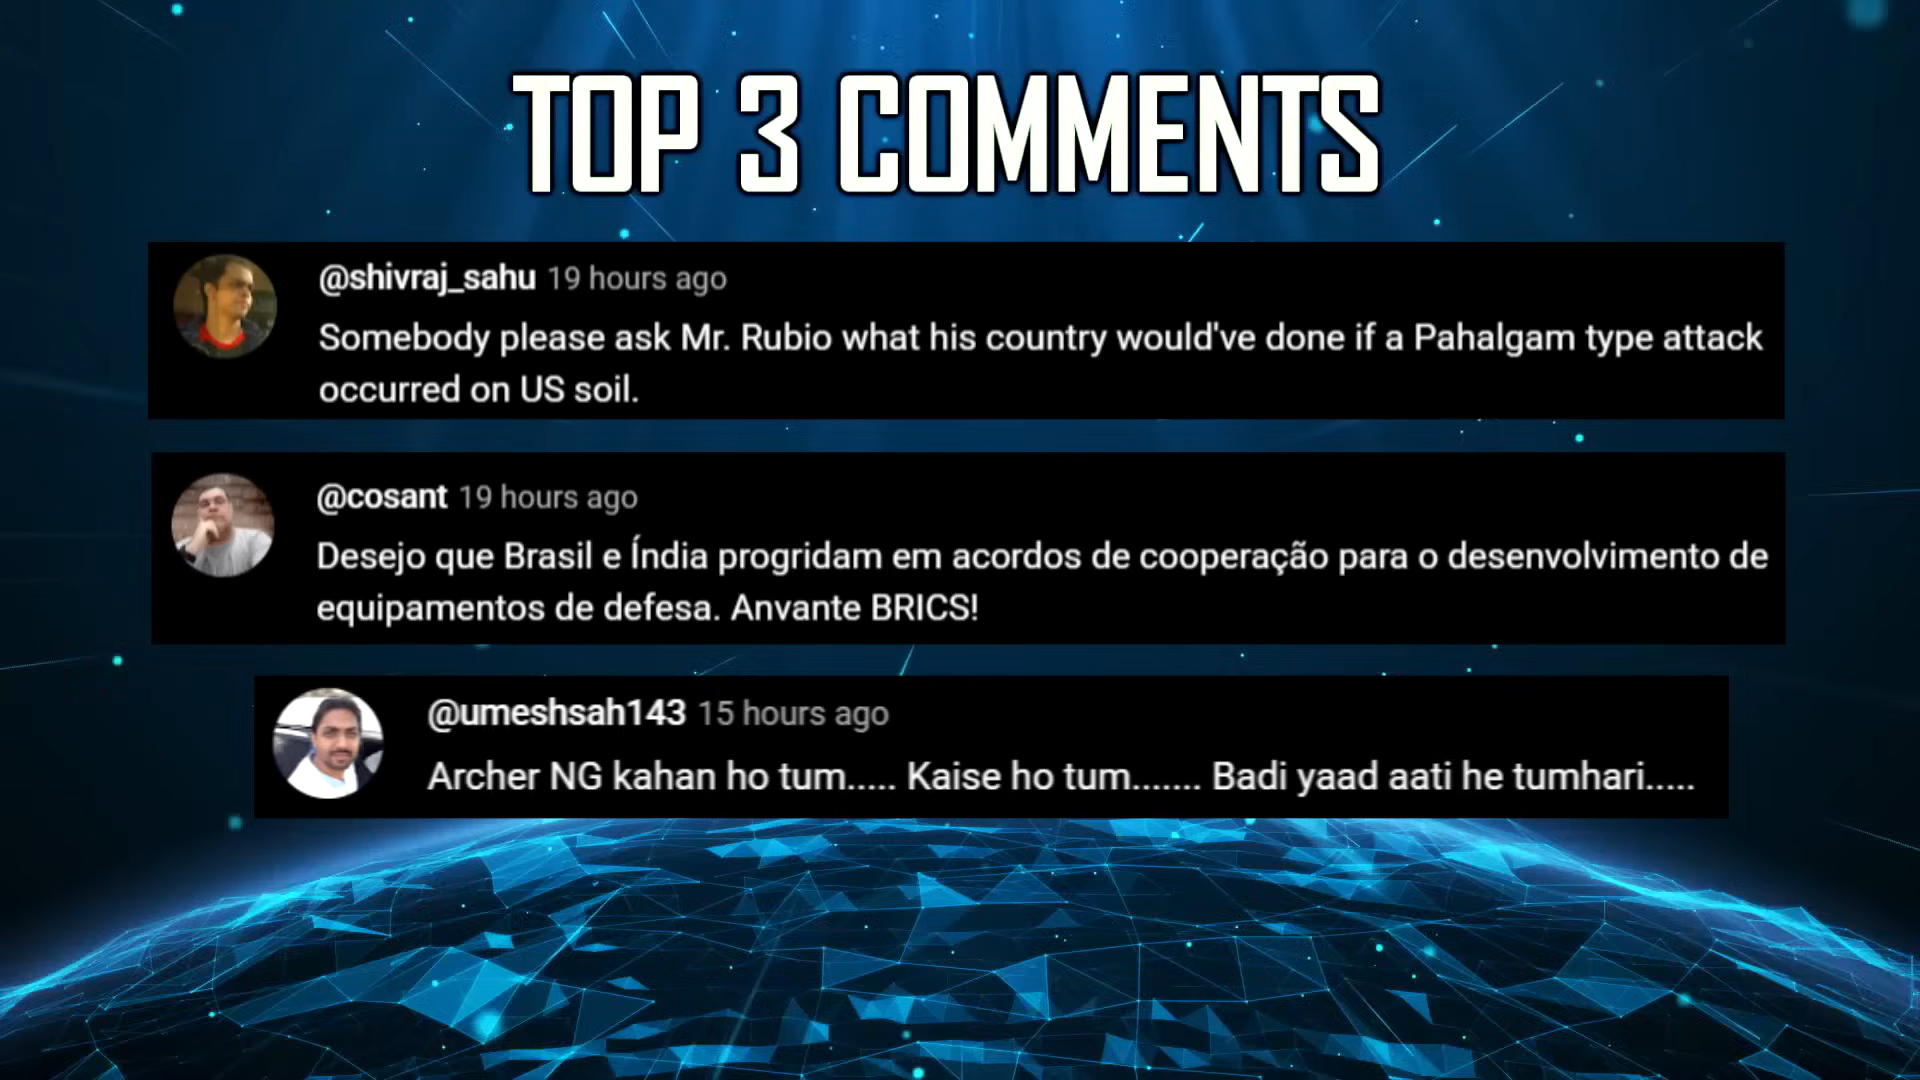 TOP 3 COMMENTS
@shivraj_sahu 19 hours ago
Somebody please ask Mr. Rubio what his country would've done if a Pahalgam type attack
occurred on US soil.
@cosant 19 hours ago
Desejo que Brasil e Índia progridam em acordos de cooperação para o desenvolvimento de
equipamentos de defesa. Anvante BRICS!
@umeshsah143 15 hours ago
Archer NG kahan ho tum..... Kaise ho tum....... Badi yaad aati he tumhari.....